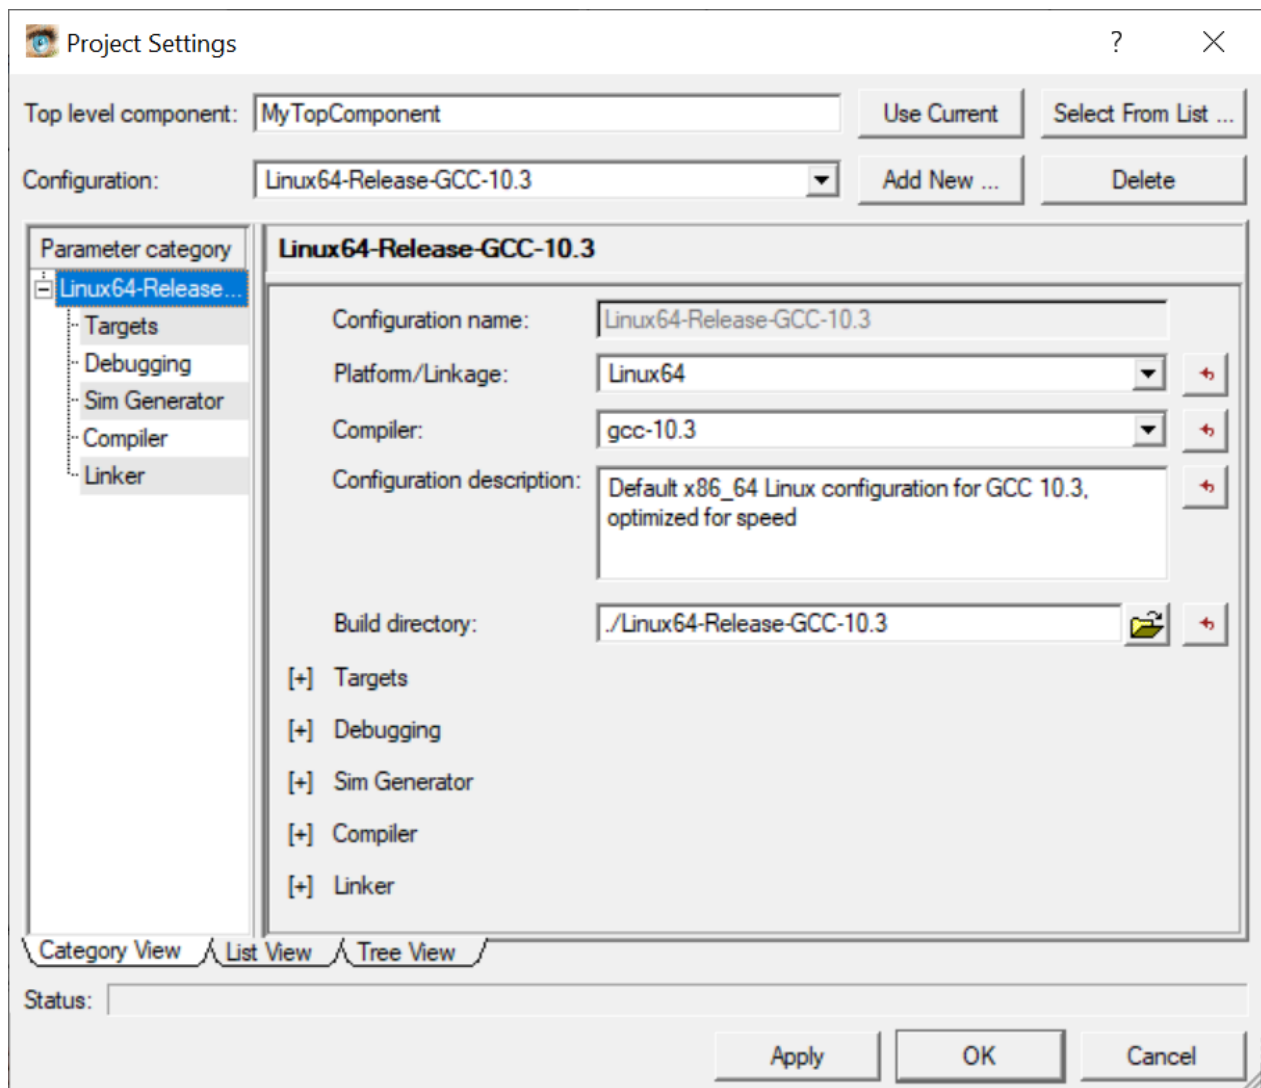 Project Settings ?
Top level component: MyTopComponent Use Current Select From List ...
Configuration: Linux64-Release-GCC-10.3 Add New ... Delete
Parameter category
Linux64-Release...
Targets
Debugging
Sim Generator
Compiler
Linker
Linux64-Release-GCC-10.3
Configuration name: Linux64-Release-GCC-10.3
Platform/Linkage: Linux64
Compiler: gcc-10.3
Configuration description: Default x86_64 Linux configuration for GCC 10.3,
optimized for speed
Build directory: ./Linux64-Release-GCC-10.3
[+] Targets
[+] Debugging
[+] Sim Generator
[+] Compiler
[+] Linker
Category View List View Tree View
Status:
Apply OK Cancel